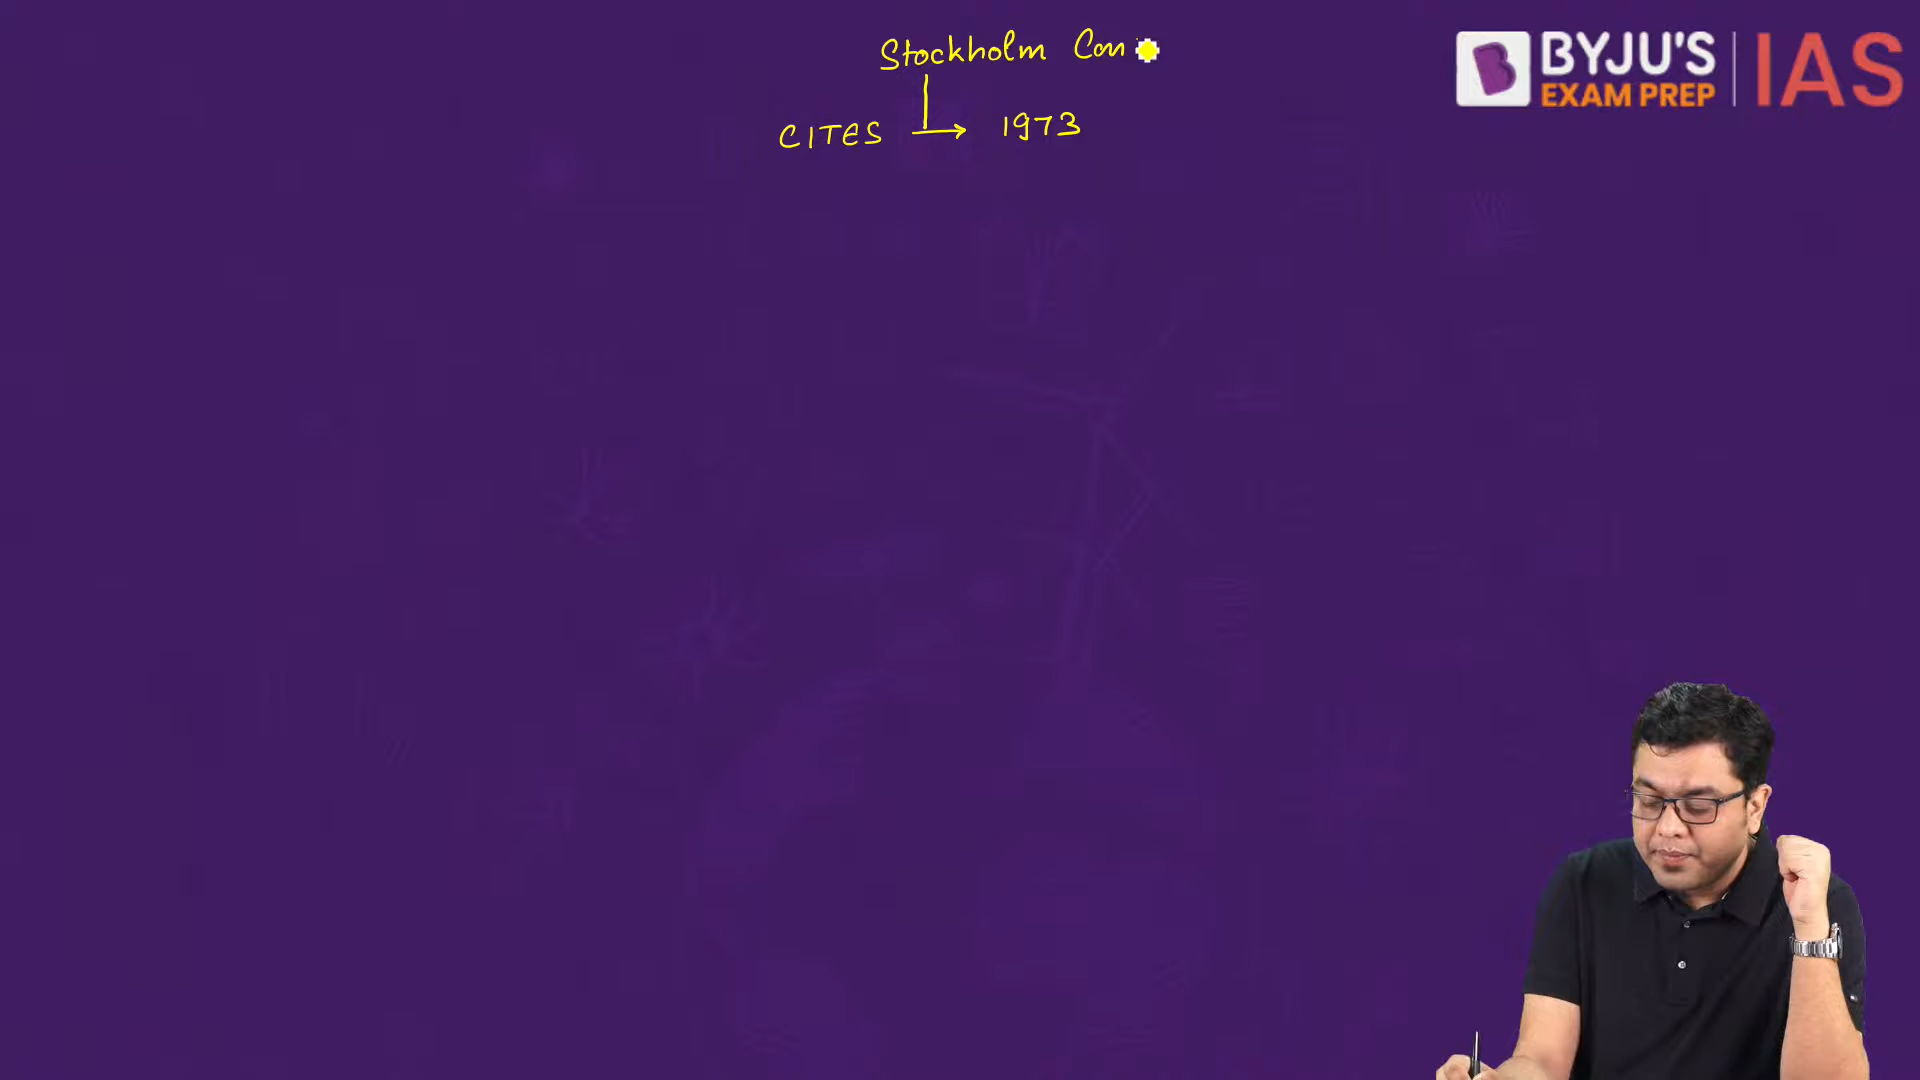 Stockholm Con
CITES → 1973
BYJU'S
EXAM PREP
IAS